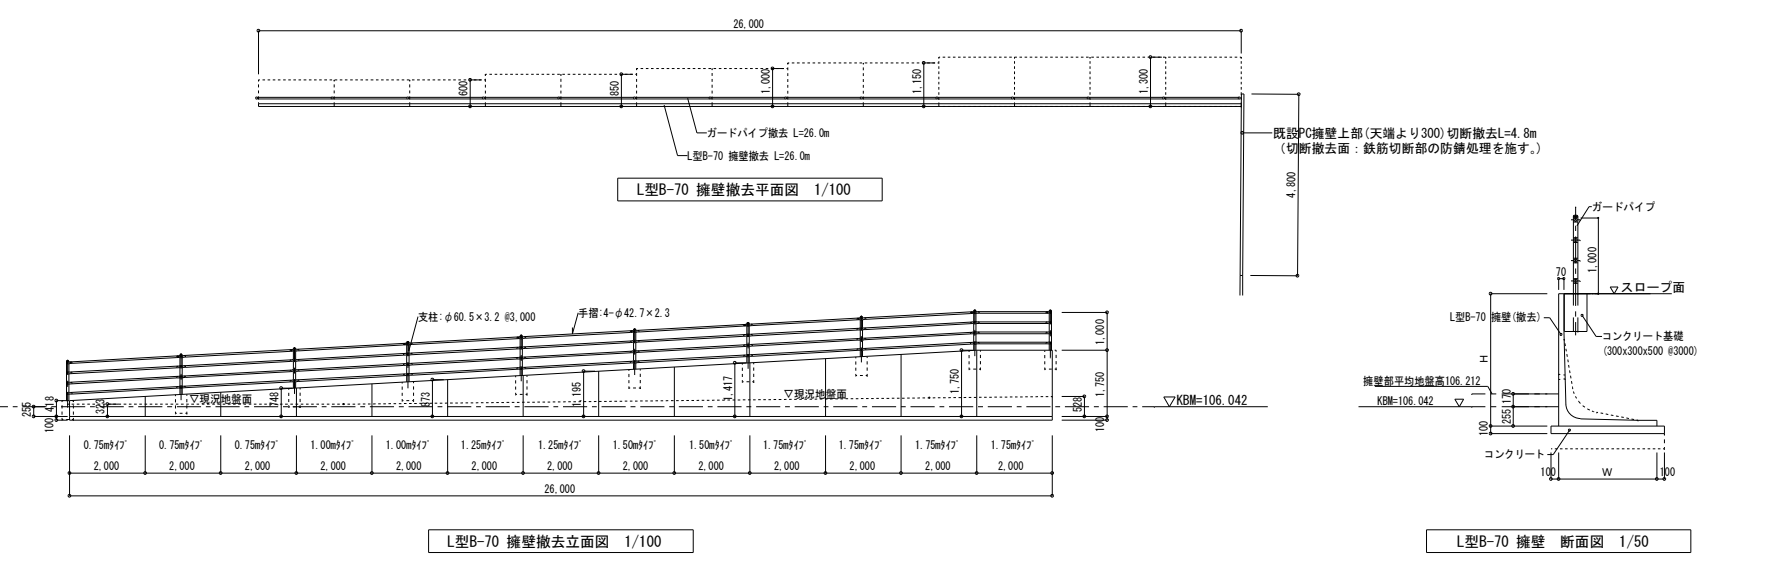 26,000
600
850
1,000
1,150
1,300
ガードパイプ撤去 L=26.0m
L型B-70 擁壁撤去 L=26.0m
既設PC擁壁上部(天端より300)切断撤去L=4.8m
(切断撤去面：鉄筋切断部の防錆処理を施す。)
4,800
L型B-70 擁壁撤去平面図 1/100
支柱:φ60.5×3.2 @3,000
手摺:4-φ42.7×2.3
1,000
1,750
528
100
255
418
100
323
▽現況地盤面
748
873
1,195
1,417
▽現況地盤面
1,750
▽KBM=106.042
0.75mタイプ 0.75mタイプ 0.75mタイプ 1.00mタイプ 1.00mタイプ 1.25mタイプ 1.25mタイプ 1.50mタイプ 1.50mタイプ 1.75mタイプ 1.75mタイプ 1.75mタイプ 1.75mタイプ
2,000 2,000 2,000 2,000 2,000 2,000 2,000 2,000 2,000 2,000 2,000 2,000 2,000
26,000
L型B-70 擁壁撤去立面図 1/100
ガードパイプ
1,000
70
▽スロープ面
L型B-70 擁壁(撤去)
コンクリート基礎
(300x300x500 @3000)
H
擁壁部平均地盤高106.212
KBM=106.042 ▽
170
255
100
コンクリート
100 W 100
L型B-70 擁壁 断面図 1/50